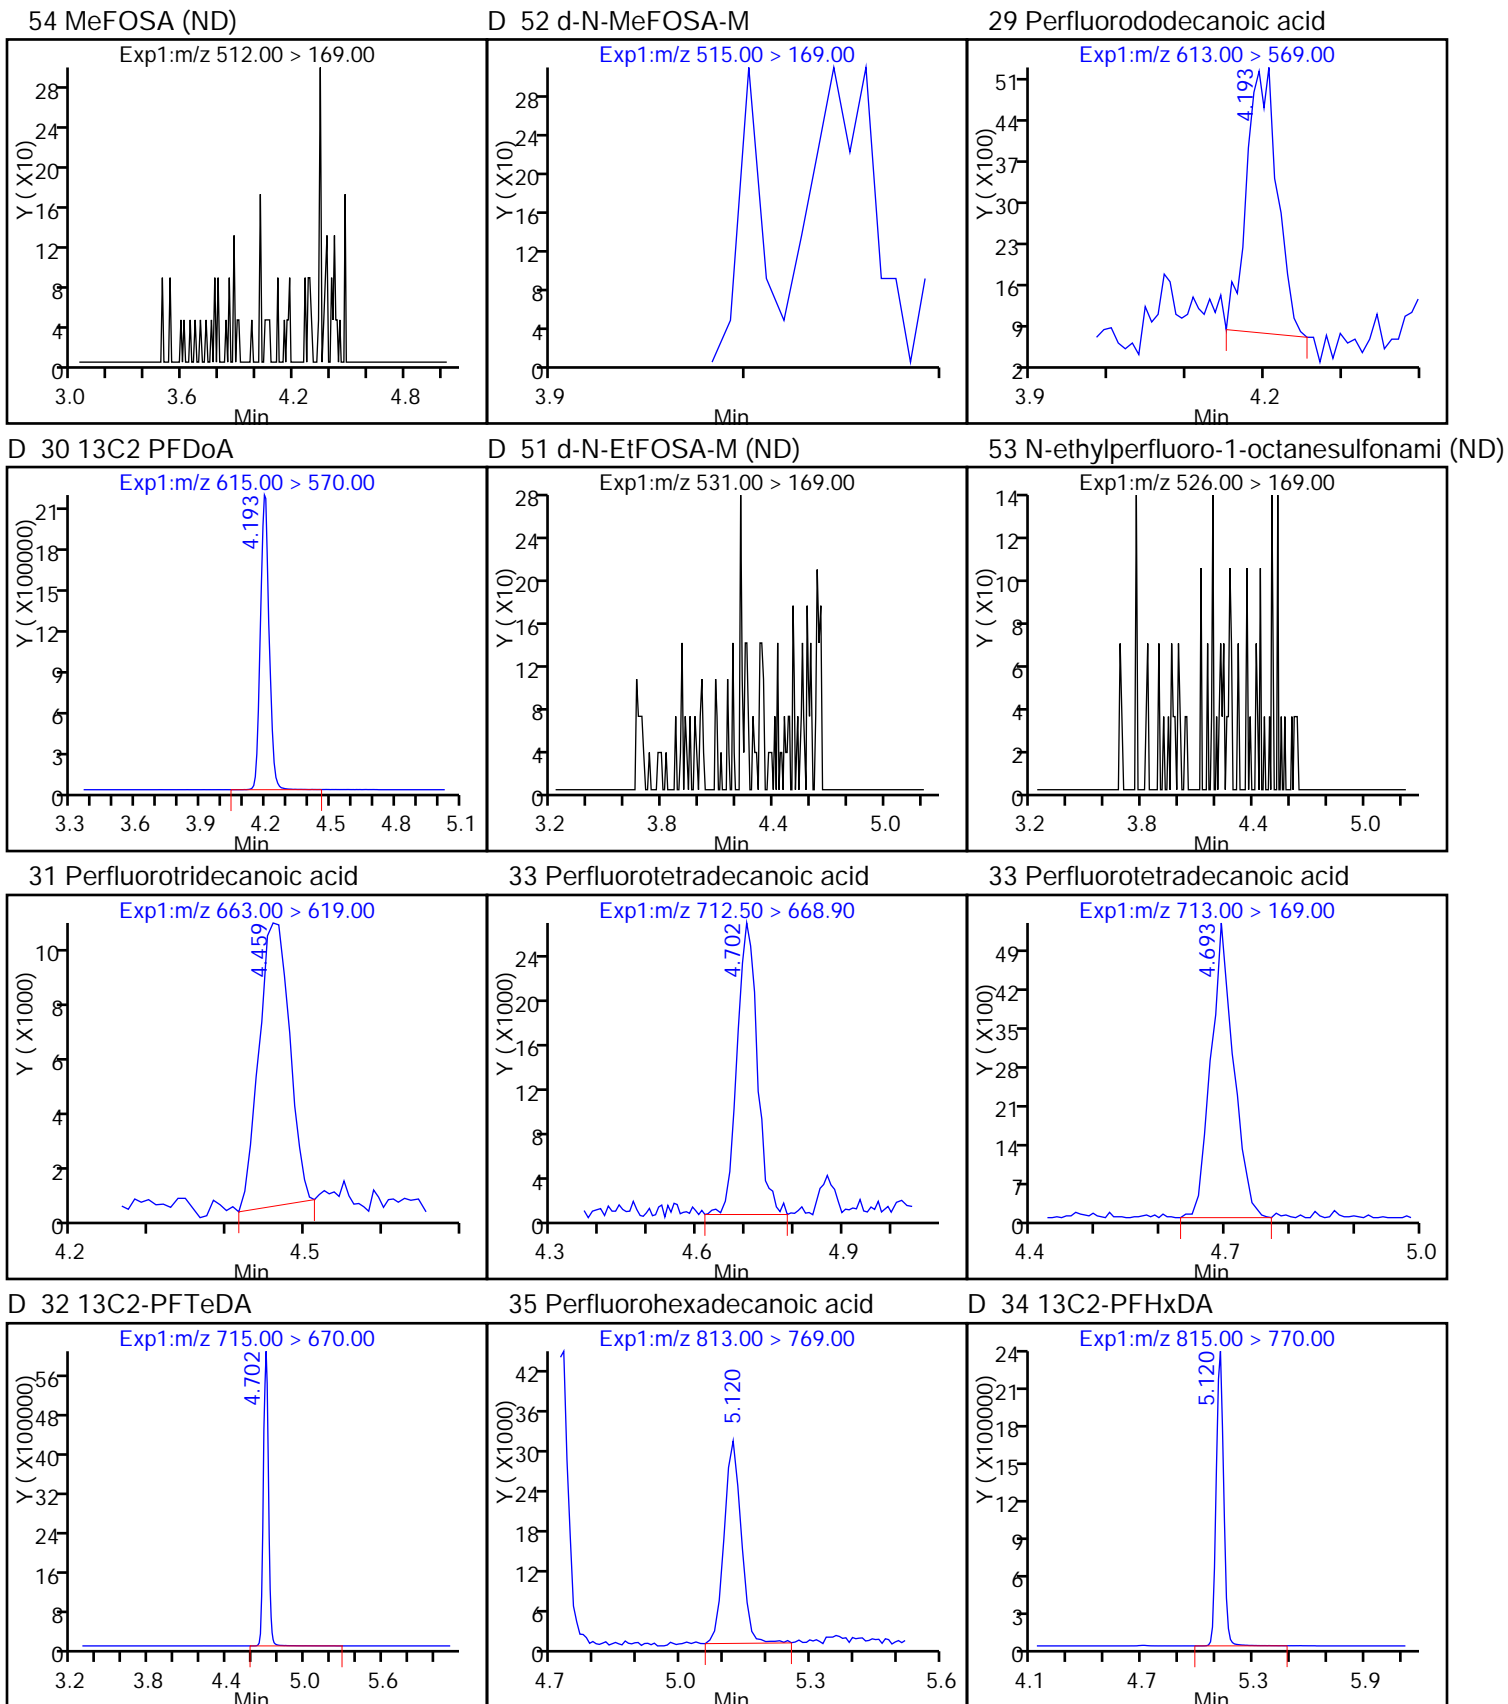 54 MeFOSA (ND)
Exp1:m/z 512.00 > 169.00
Y ( X10)
28
24
20
16
12
8
4
0
3.0 3.6 4.2 4.8
Min
D 52 d-N-MeFOSA-M
Exp1:m/z 515.00 > 169.00
Y ( X10)
28
24
20
16
12
8
4
0
3.9
Min
29 Perfluorododecanoic acid
Exp1:m/z 613.00 > 569.00
4.193
Y ( X100)
51
44
37
30
23
16
9
2
3.9 4.2
Min
D 30 13C2 PFDoA
Exp1:m/z 615.00 > 570.00
4.193
Y ( X100000)
21
18
15
12
9
6
3
0
3.3 3.6 3.9 4.2 4.5 4.8 5.1
Min
D 51 d-N-EtFOSA-M (ND)
Exp1:m/z 531.00 > 169.00
Y ( X10)
28
24
20
16
12
8
4
0
3.2 3.8 4.4 5.0
Min
53 N-ethylperfluoro-1-octanesulfonami (ND)
Exp1:m/z 526.00 > 169.00
Y ( X10)
14
12
10
8
6
4
2
0
3.2 3.8 4.4 5.0
Min
31 Perfluorotridecanoic acid
Exp1:m/z 663.00 > 619.00
4.459
Y ( X1000)
10
8
6
4
2
0
4.2 4.5
Min
33 Perfluorotetradecanoic acid
Exp1:m/z 712.50 > 668.90
4.702
Y ( X1000)
24
20
16
12
8
4
0
4.3 4.6 4.9
Min
33 Perfluorotetradecanoic acid
Exp1:m/z 713.00 > 169.00
4.693
Y ( X100)
49
42
35
28
21
14
7
0
4.4 4.7 5.0
Min
D 32 13C2-PFTeDA
Exp1:m/z 715.00 > 670.00
4.702
Y ( X100000)
56
48
40
32
24
16
8
0
3.2 3.8 4.4 5.0 5.6
Min
35 Perfluorohexadecanoic acid
Exp1:m/z 813.00 > 769.00
5.120
Y ( X1000)
42
36
30
24
18
12
6
0
4.7 5.0 5.3 5.6
Min
D 34 13C2-PFHxDA
Exp1:m/z 815.00 > 770.00
5.120
Y ( X1000000)
24
21
18
15
12
9
6
3
0
4.1 4.7 5.3 5.9
Min